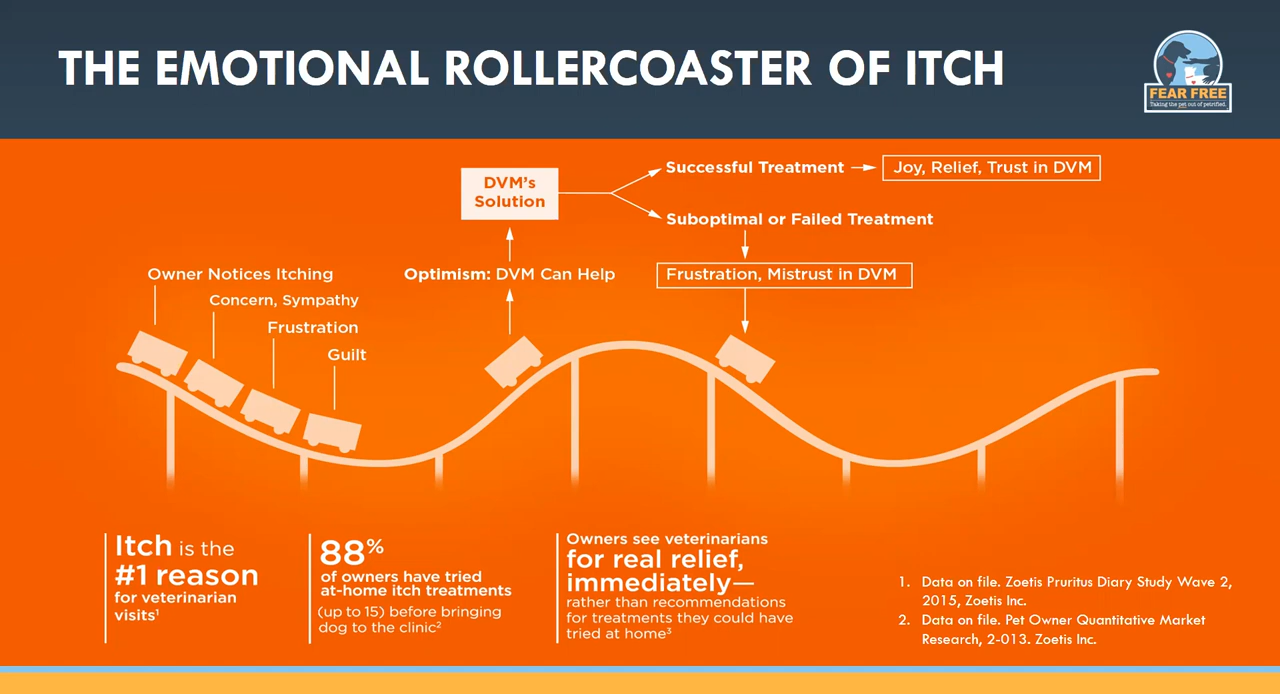 THE EMOTIONAL ROLLERCOASTER OF ITCH
FEAR FREE
Taking the pet out of petrified.
DVM's
Solution
Successful Treatment
Joy, Relief, Trust in DVM
Suboptimal or Failed Treatment
Owner Notices Itching
Optimism: DVM Can Help
Frustration, Mistrust in DVM
Concern, Sympathy
Frustration
Guilt
Itch is the
#1 reason
for veterinarian
visits¹
88%
of owners have tried
at-home itch treatments
(up to 15) before bringing
dog to the clinic²
Owners see veterinarians
for real relief,
immediately—
rather than recommendations
for treatments they could have
tried at home³
1. Data on file. Zoetis Pruritus Diary Study Wave 2,
2015, Zoetis Inc.
2. Data on file. Pet Owner Quantitative Market
Research, 2-013. Zoetis Inc.